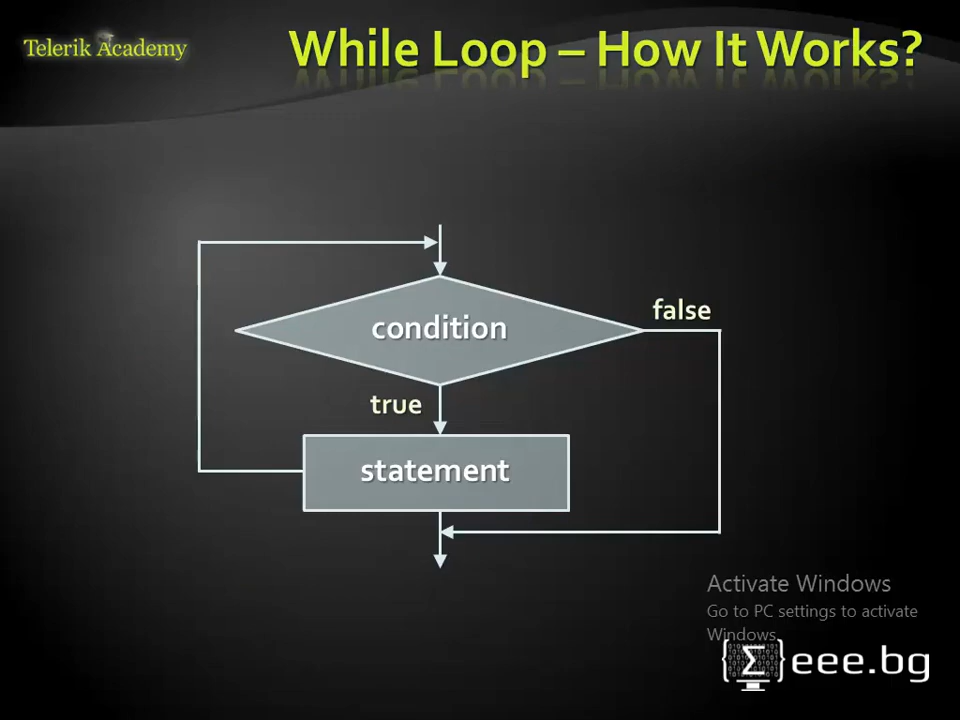 Telerik Academy
While Loop – How It Works?
condition
false
true
statement
Activate Windows
Go to PC settings to activate
Windows.
{Σ}eee.bg